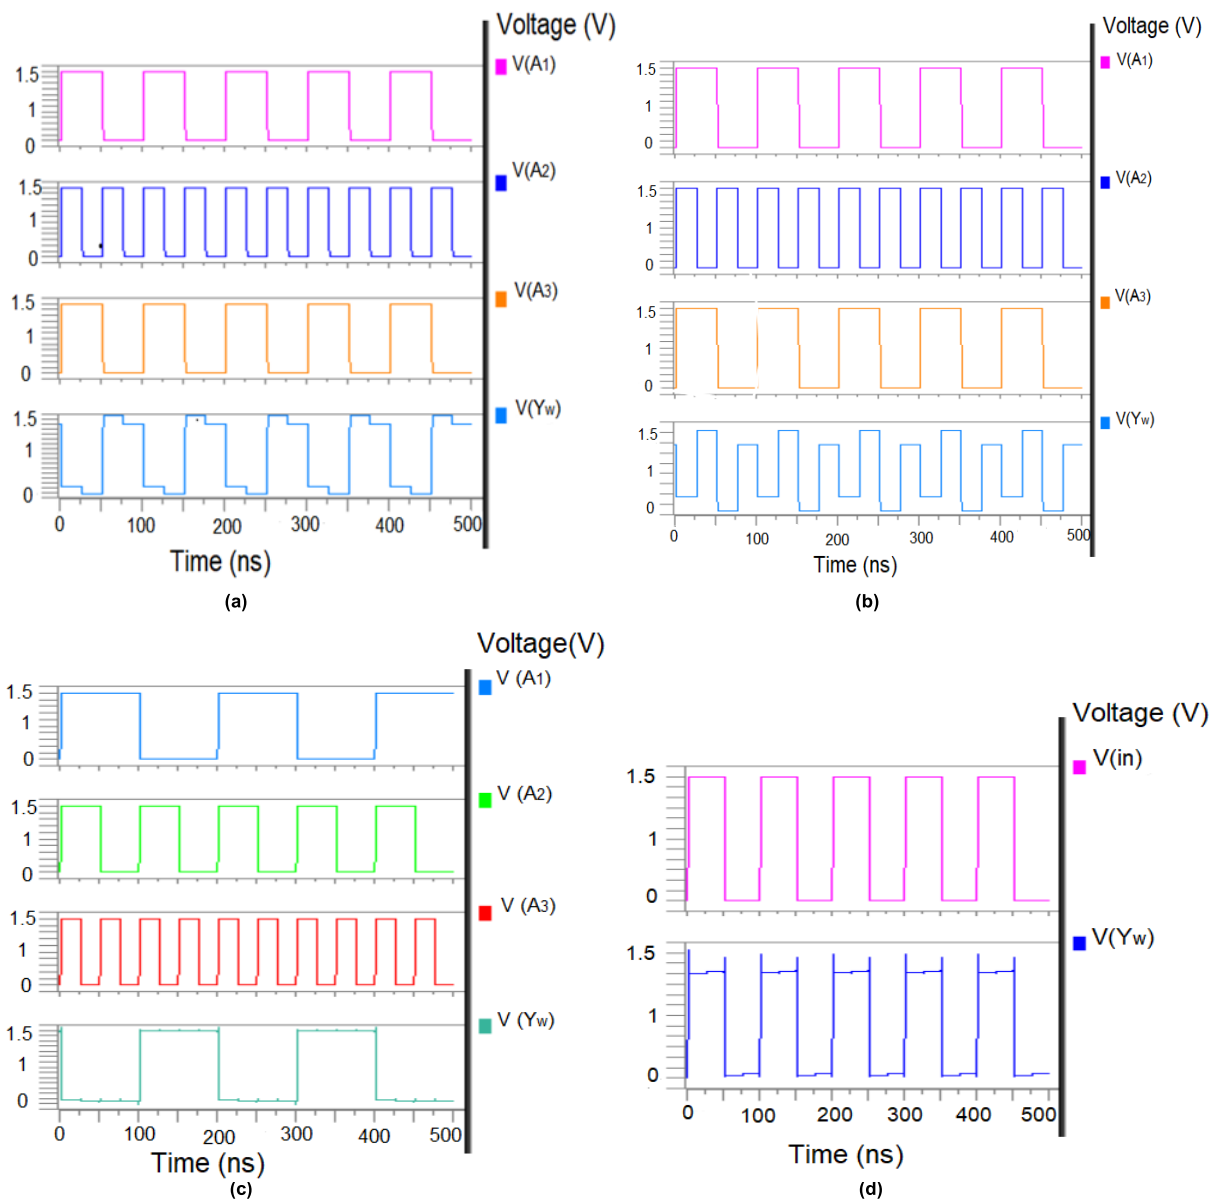 Voltage (V)
V(A1)
1.5
1
0
V(A2)
1.5
1
0
V(A3)
1.5
1
0
V(Yw)
1.5
1
0
0 100 200 300 400 500
Time (ns)
(a)
Voltage (V)
V(A1)
1.5
1
0
V(A2)
1.5
1
0
V(A3)
1.5
1
0
V(Yw)
1.5
1
0
0 100 200 300 400 500
Time (ns)
(b)
Voltage(V)
V (A1)
1.5
1
0
V (A2)
1.5
1
0
V (A3)
1.5
1
0
V (Yw)
1.5
1
0
0 100 200 300 400 500
Time (ns)
(c)
Voltage (V)
V(in)
1.5
1
0
V(Yw)
1.5
1
0
0 100 200 300 400 500
Time (ns)
(d)